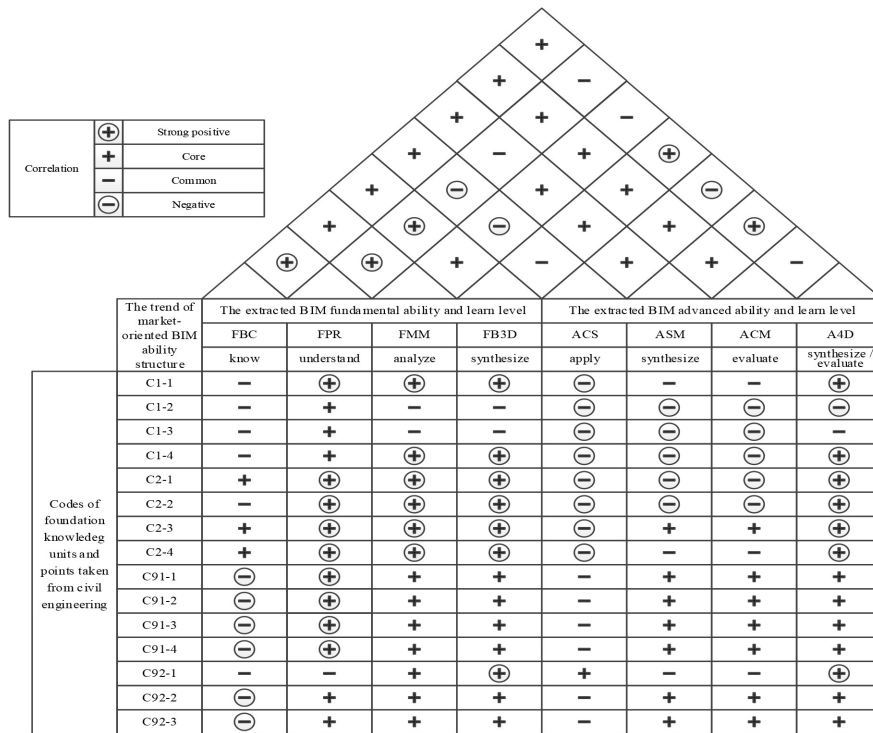 +
+ −
+ + −
Correlation
⊕ Strong positive
+ Core
− Common
⊖ Negative
+ − + ⊕
+ ⊖ + + ⊖
+ ⊕ ⊖ + + ⊕
⊕ ⊕ + − + + −
The trend of
market-
oriented BIM
ability
structure
The extracted BIM fundamental ability and learn level
The extracted BIM advanced ability and learn level
FBC FPR FMM FB3D ACS ASM ACM A4D
know understand analyze synthesize apply synthesize evaluate synthesize /
evaluate
Codes of
foundation
knowledeg
units and
points taken
from civil
engineering
C1-1 − ⊕ ⊕ ⊕ ⊖ − − ⊕
C1-2 − + − − ⊖ ⊖ ⊖ ⊖
C1-3 − + − − ⊖ ⊖ ⊖ −
C1-4 − + ⊕ ⊕ ⊖ ⊖ ⊖ ⊕
C2-1 + ⊕ ⊕ ⊕ ⊖ ⊖ ⊖ ⊕
C2-2 − ⊕ ⊕ ⊕ ⊖ ⊖ ⊖ ⊕
C2-3 + ⊕ ⊕ ⊕ ⊖ + + ⊕
C2-4 + ⊕ ⊕ ⊕ ⊖ − − ⊕
C91-1 ⊖ ⊕ + + − + + +
C91-2 ⊖ ⊕ + + − + + +
C91-3 ⊖ ⊕ + + − + + +
C91-4 ⊖ ⊕ + + − + + +
C92-1 − − + ⊕ + − − ⊕
C92-2 ⊖ + + + − + + +
C92-3 ⊖ + + + − + + +